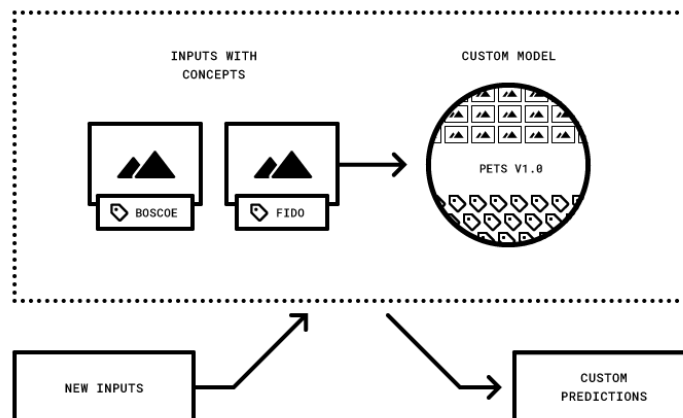 INPUTS WITH
CONCEPTS
CUSTOM MODEL
PETS V1.0
BOSCOE
FIDO
NEW INPUTS
CUSTOM
PREDICTIONS